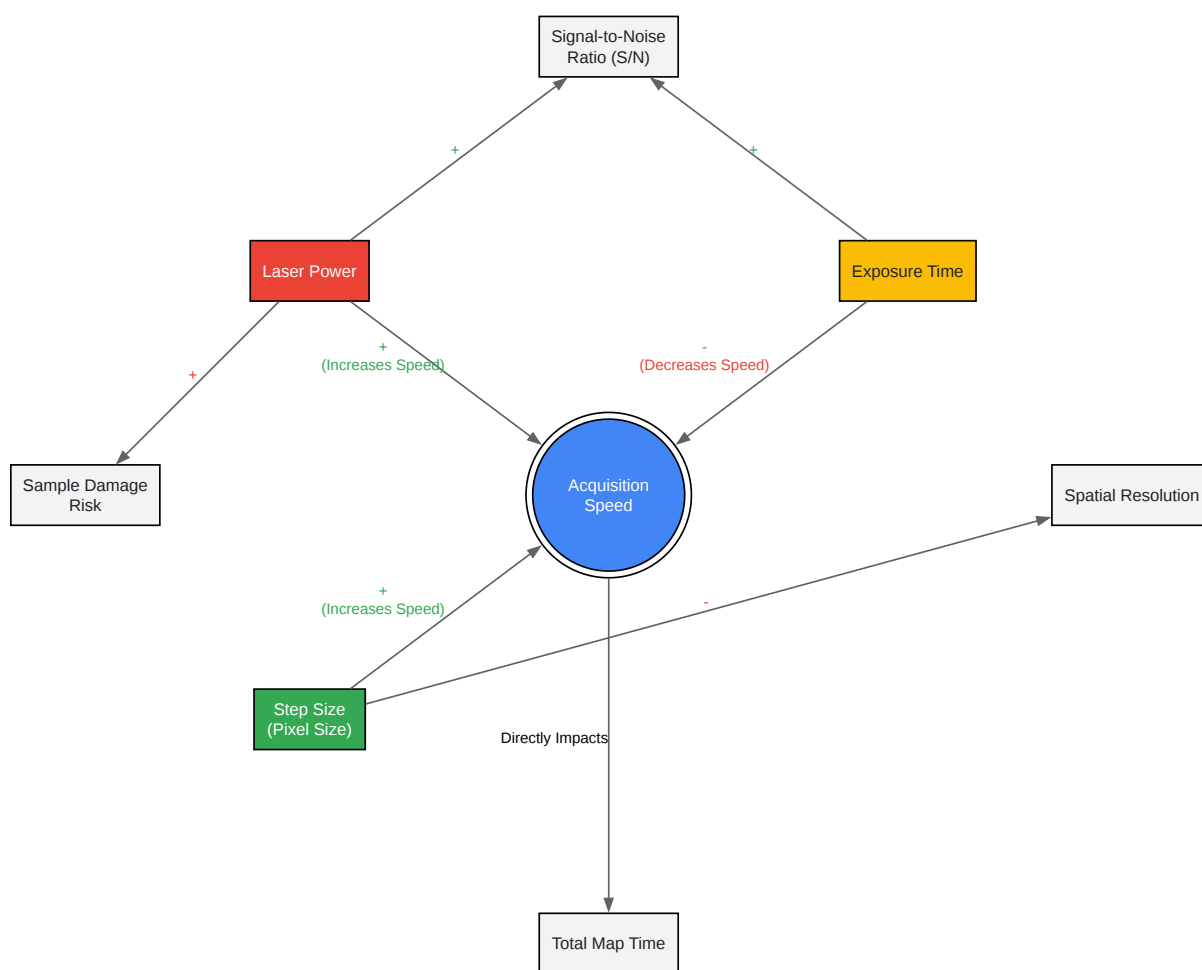 Signal-to-Noise
Ratio (S/N)
+
+
Laser Power
Exposure Time
+
(Increases Speed)
-
(Decreases Speed)
+
Sample Damage
Risk
Acquisition
Speed
Spatial Resolution
+
(Increases Speed)
-
Step Size
(Pixel Size)
Directly Impacts
Total Map Time